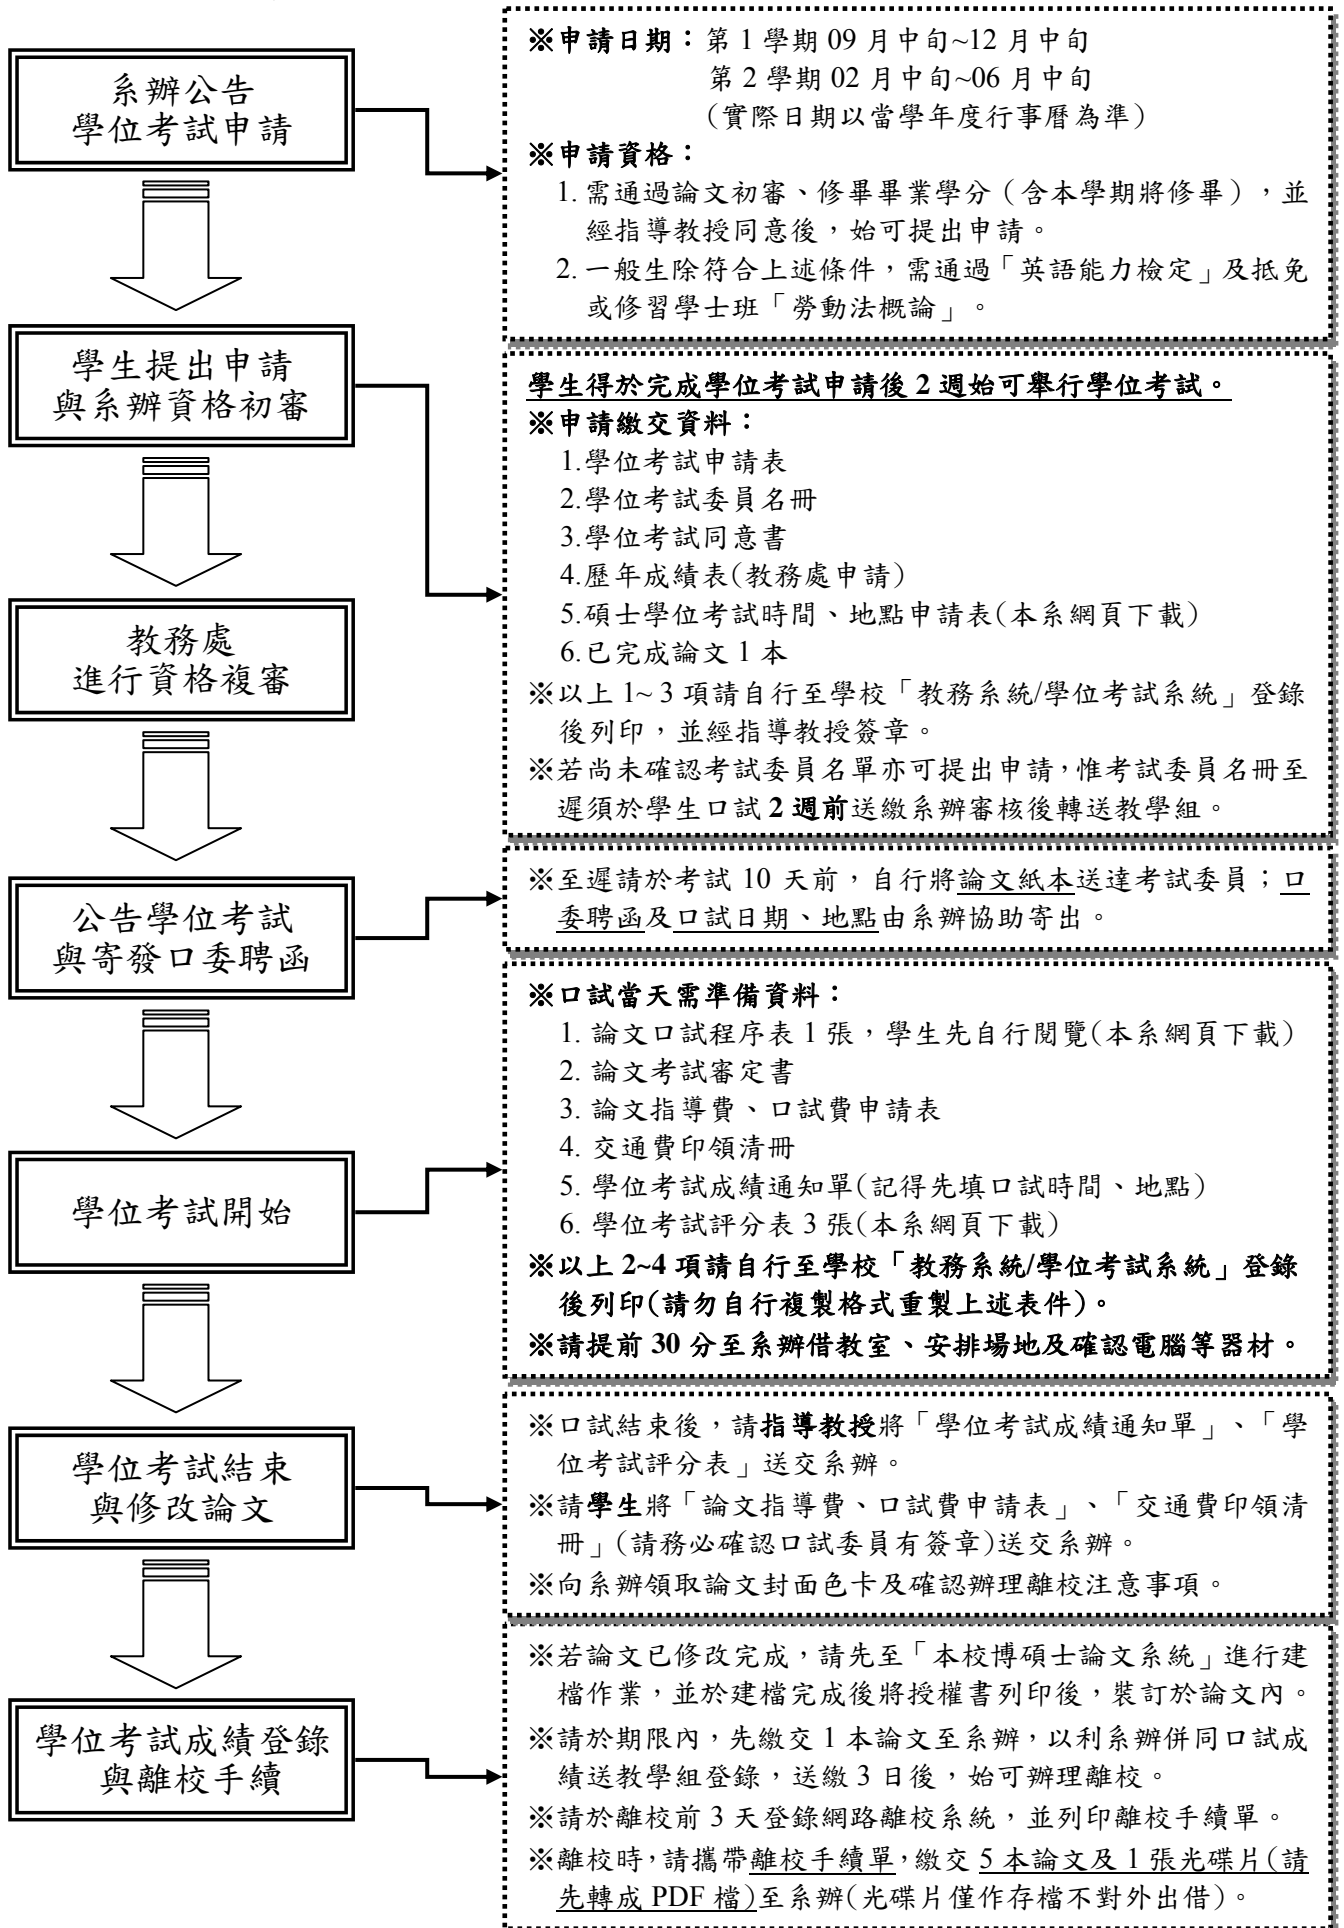 系辦公告
學位考試申請
※申請日期：第 1 學期 09 月中旬~12 月中旬
第 2 學期 02 月中旬~06 月中旬
(實際日期以當學年度行事曆為準)
※申請資格：
1. 需通過論文初審、修畢畢業學分（含本學期將修畢），並
經指導教授同意後，始可提出申請。
2. 一般生除符合上述條件，需通過「英語能力檢定」及抵免
或修習學士班「勞動法概論」。
學生提出申請
與系辦資格初審
學生得於完成學位考試申請後 2 週始可舉行學位考試。
※申請繳交資料：
1.學位考試申請表
2.學位考試委員名冊
3.學位考試同意書
4.歷年成績表(教務處申請)
5.碩士學位考試時間、地點申請表(本系網頁下載)
6.已完成論文 1 本
※以上 1~ 3 項請自行至學校「教務系統/學位考試系統」登錄
後列印，並經指導教授簽章。
※若尚未確認考試委員名單亦可提出申請，惟考試委員名冊至
遲須於學生口試 2 週前送繳系辦審核後轉送教學組。
教務處
進行資格複審
公告學位考試
與寄發口委聘函
※至遲請於考試 10 天前，自行將論文紙本送達考試委員；口
委聘函及口試日期、地點由系辦協助寄出。
學位考試開始
※口試當天需準備資料：
1. 論文口試程序表 1 張，學生先自行閱覽(本系網頁下載)
2. 論文考試審定書
3. 論文指導費、口試費申請表
4. 交通費印領清冊
5. 學位考試成績通知單(記得先填口試時間、地點)
6. 學位考試評分表 3 張(本系網頁下載)
※以上 2~4 項請自行至學校「教務系統/學位考試系統」登錄
後列印(請勿自行複製格式重製上述表件)。
※請提前 30 分至系辦借教室、安排場地及確認電腦等器材。
學位考試結束
與修改論文
※口試結束後，請指導教授將「學位考試成績通知單」、「學
位考試評分表」送交系辦。
※請學生將「論文指導費、口試費申請表」、「交通費印領清
冊」(請務必確認口試委員有簽章)送交系辦。
※向系辦領取論文封面色卡及確認辦理離校注意事項。
學位考試成績登錄
與離校手續
※若論文已修改完成，請先至「本校博碩士論文系統」進行建
檔作業，並於建檔完成後將授權書列印後，裝訂於論文內。
※請於期限內，先繳交 1 本論文至系辦，以利系辦併同口試成
績送教學組登錄，送繳 3 日後，始可辦理離校。
※請於離校前 3 天登錄網路離校系統，並列印離校手續單。
※離校時，請攜帶離校手續單，繳交 5 本論文及 1 張光碟片(請
先轉成 PDF 檔)至系辦(光碟片僅作存檔不對外出借)。